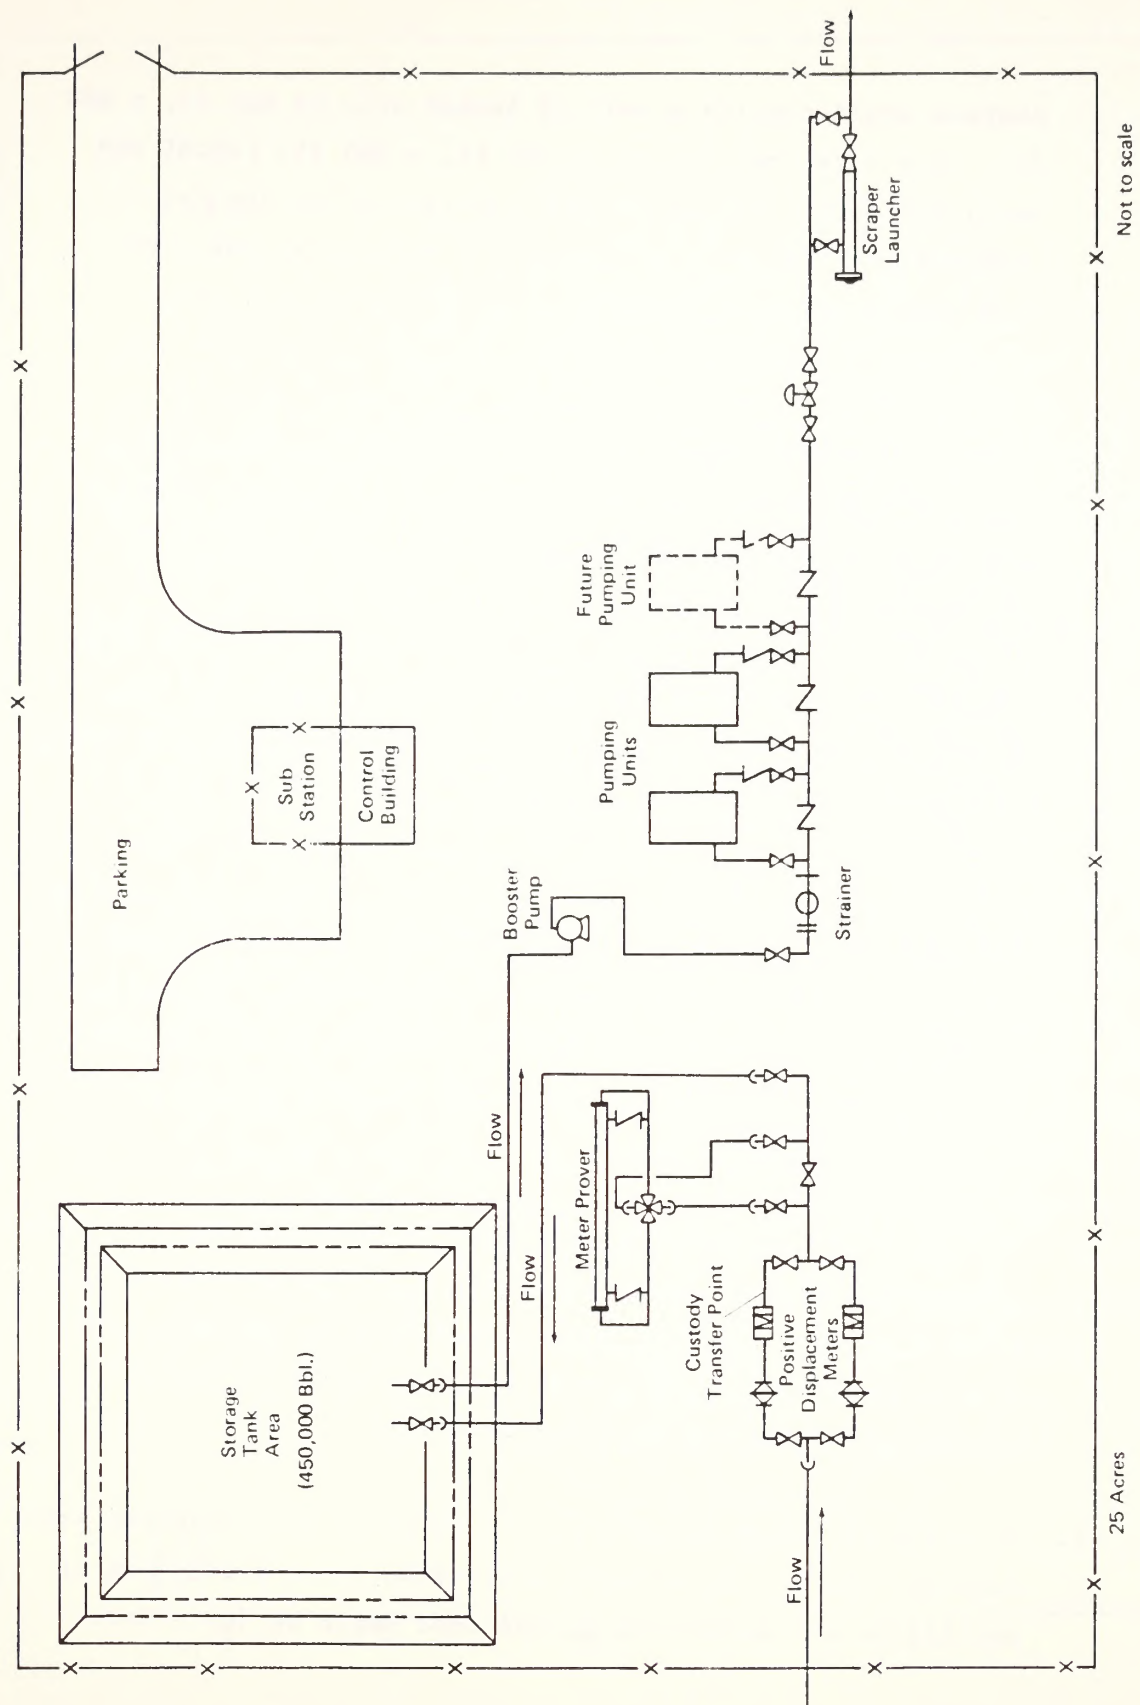 Parking
Sub
Station
Control
Building
Storage
Tank
Area
(450,000 Bbl.)
Flow
Flow
Booster
Pump
Meter Prover
Custody
Transfer Point
Positive
Displacement
Meters
Flow
Strainer
Pumping
Units
Future
Pumping
Unit
Scraper
Launcher
Flow
25 Acres
Not to scale